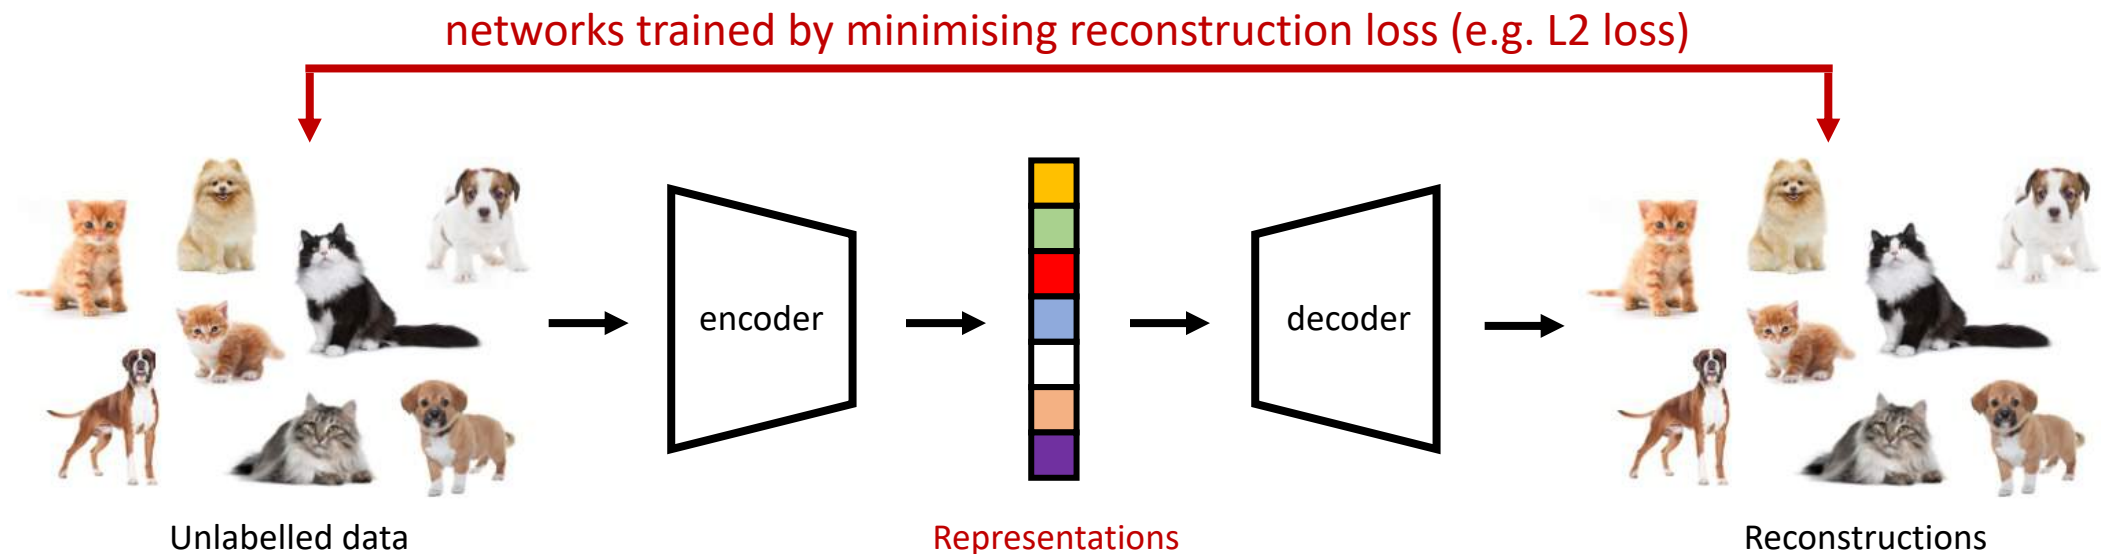 networks trained by minimising reconstruction loss (e.g. L2 loss)
encoder
decoder
Unlabelled data
Representations
Reconstructions